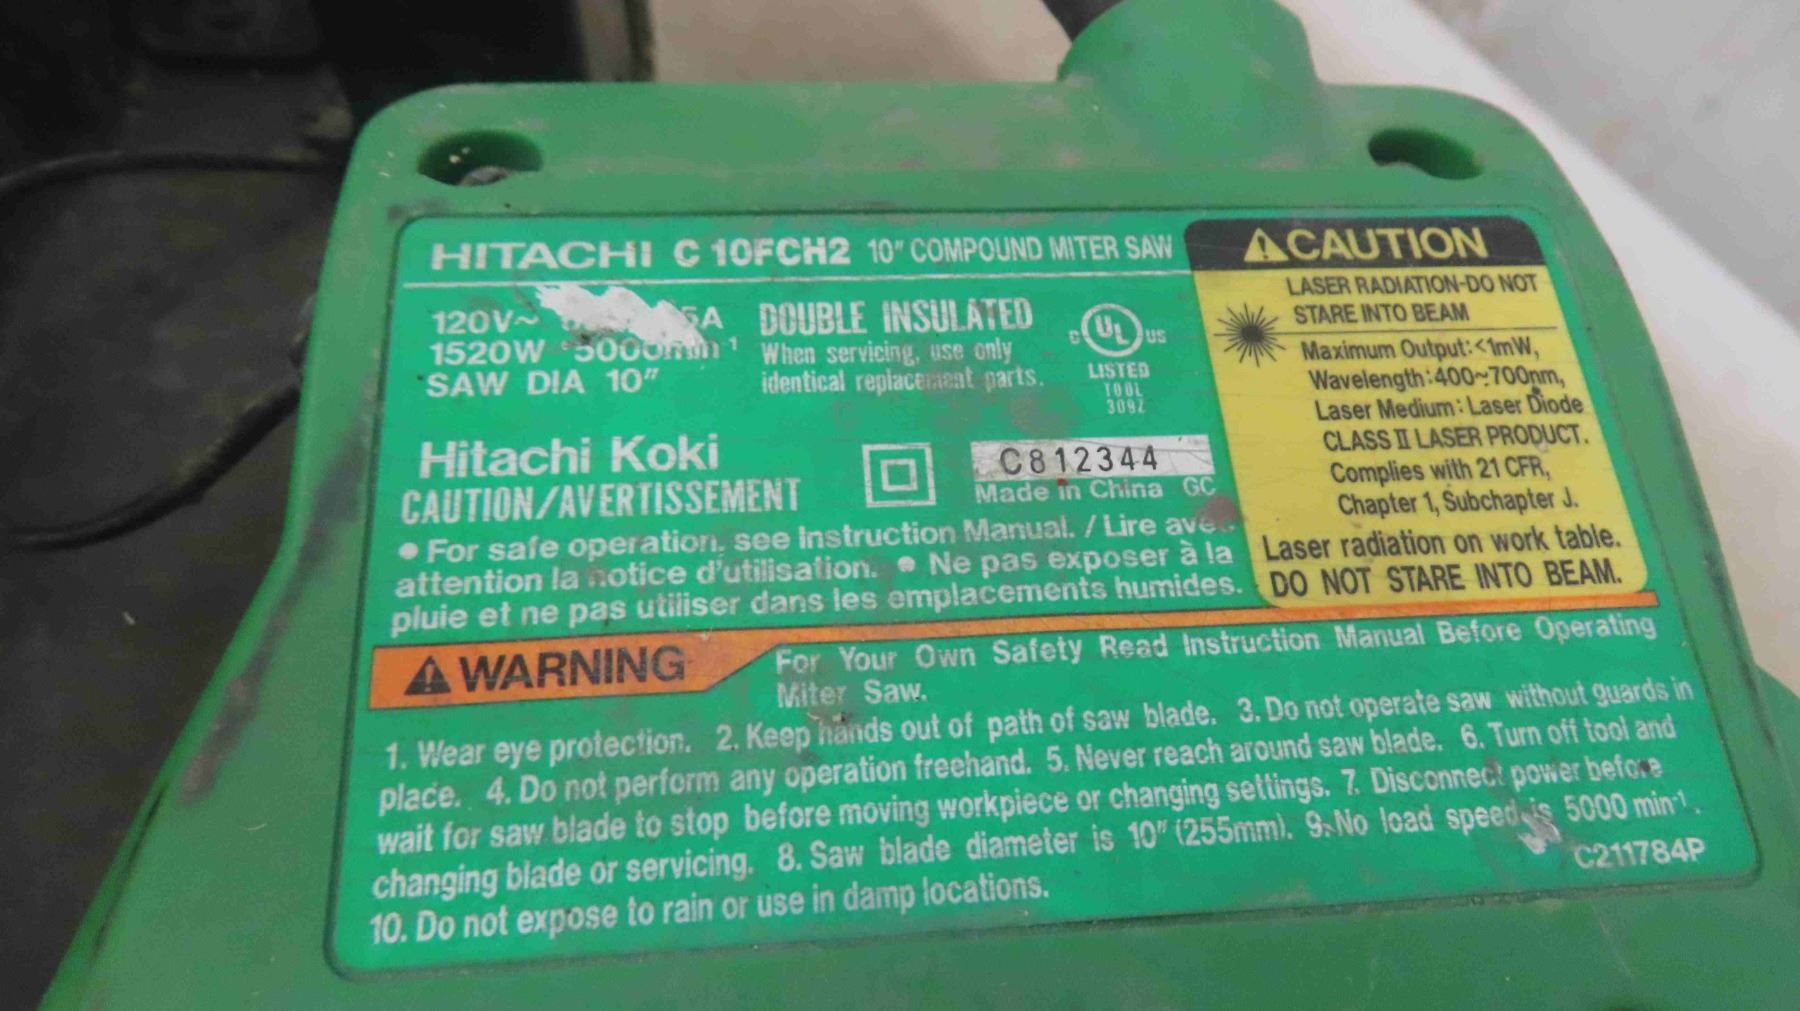 HITACHI C 10FCH2 10" COMPOUND MITER SAW
120V~ 5A
1520W 5000min-1
SAW DIA 10"
DOUBLE INSULATED
When servicing, use only
identical replacement parts.
C UL US
LISTED
TOOL
309Z
Hitachi Koki
C812344
Made in China GC
CAUTION/AVERTISSEMENT
• For safe operation, see Instruction Manual. / Lire avec
attention la notice d'utilisation. • Ne pas exposer à la
pluie et ne pas utiliser dans les emplacements humides.
⚠CAUTION
LASER RADIATION-DO NOT
STARE INTO BEAM
Maximum Output:<1mW,
Wavelength:400~700nm,
Laser Medium: Laser Diode
CLASS II LASER PRODUCT.
Complies with 21 CFR,
Chapter 1, Subchapter J.
Laser radiation on work table.
DO NOT STARE INTO BEAM.
⚠WARNING
For Your Own Safety Read Instruction Manual Before Operating
Miter Saw.
1. Wear eye protection. 2. Keep hands out of path of saw blade. 3. Do not operate saw without guards in
place. 4. Do not perform any operation freehand. 5. Never reach around saw blade. 6. Turn off tool and
wait for saw blade to stop before moving workpiece or changing settings. 7. Disconnect power before
changing blade or servicing. 8. Saw blade diameter is 10" (255mm). 9. No load speed is 5000 min-1.
10. Do not expose to rain or use in damp locations.
C211784P